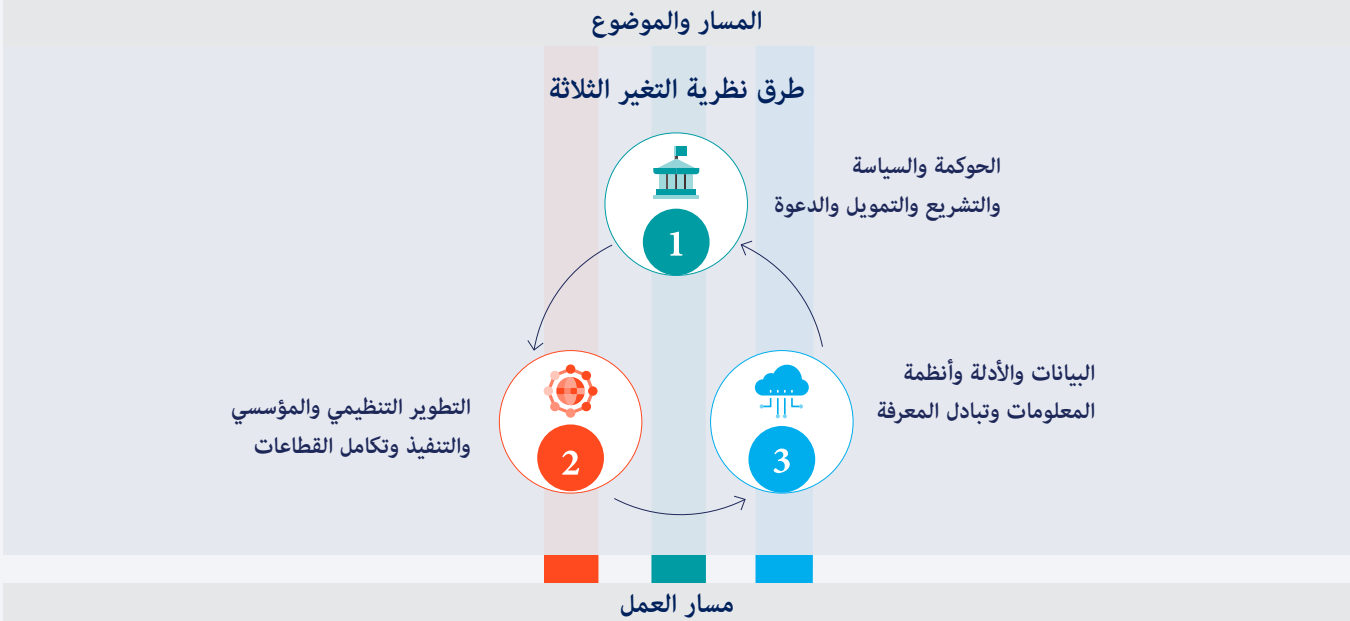 المسار والموضوع
طرق نظرية التغير الثلاثة
1
الحوكمة والسياسة
والتشريع والتمويل والدعوة
2
التطوير التنظيمي والمؤسسي
والتنفيذ وتكامل القطاعات
3
البيانات والأدلة وأنظمة
المعلومات وتبادل المعرفة
مسار العمل